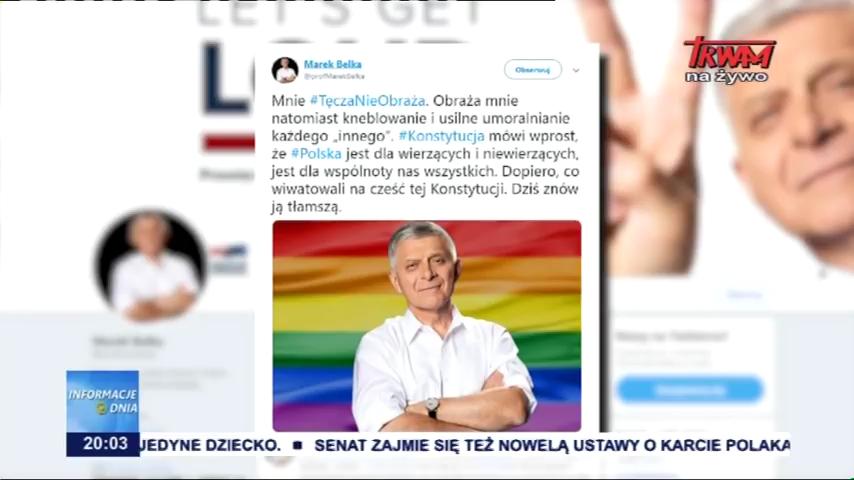 LET'S GET
TRWAM
na żywo
Marek Belka
@profMarekBelka
Obserwuj
Mnie #TęczaNieObraża. Obraża mnie
natomiast kneblowanie i usilne umoralnianie
każdego „innego”. #Konstytucja mówi wprost,
że #Polska jest dla wierzących i niewierzących,
jest dla wspólnoty nas wszystkich. Dopiero, co
wiwatowali na cześć tej Konstytucji. Dziś znów
ją tłamszą.
Marek Belka
INFORMACJE
DNIA
20:03
JEDYNE DZIECKO. ■ SENAT ZAJMIE SIĘ TEŻ NOWELĄ USTAWY O KARCIE POLAKA